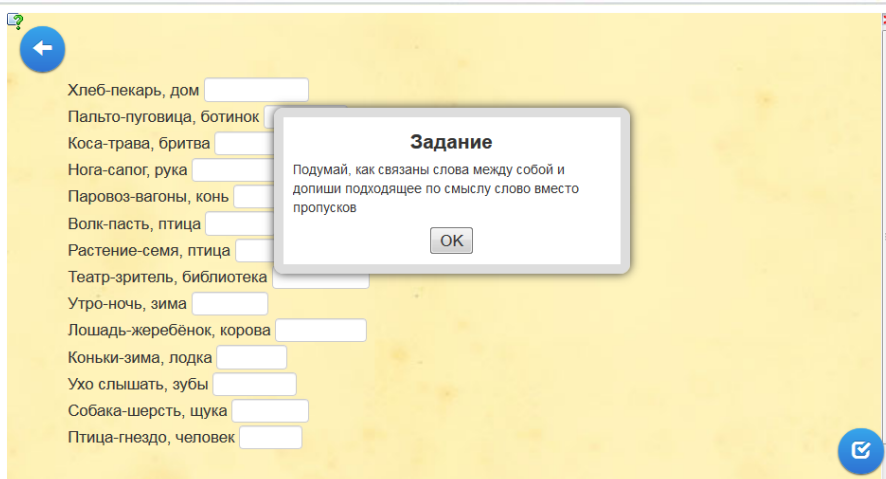 Хлеб-пекарь, дом
Пальто-пуговица, ботинок
Коса-трава, бритва
Нога-сапог, рука
Паровоз-вагоны, конь
Волк-пасть, птица
Растение-семя, птица
Театр-зритель, библиотека
Утро-ночь, зима
Лошадь-жеребёнок, корова
Коньки-зима, лодка
Ухо слышать, зубы
Собака-шерсть, щука
Птица-гнездо, человек
Задание
Подумай, как связаны слова между собой и
допиши подходящее по смыслу слово вместо
пропусков
OK